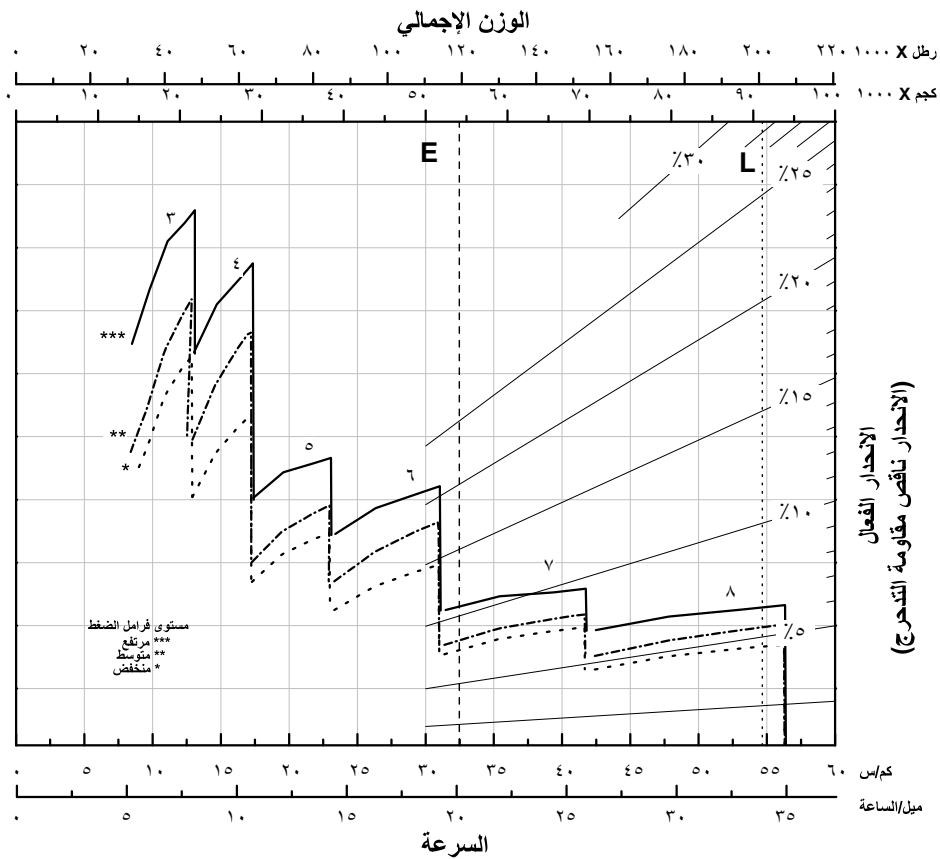 الوزن الإجمالي
٠ ٢٠ ٤٠ ٦٠ ٨٠ ١٠٠ ١٢٠ ١٤٠ ١٦٠ ١٨٠ ٢٠٠ ٢٢٠ رطل X ١٠٠٠
٠ ١٠ ٢٠ ٣٠ ٤٠ ٥٠ ٦٠ ٧٠ ٨٠ ٩٠ ١٠٠ كجم X ١٠٠٠
E
L
٪٣٠
٪٢٥
٪٢٠
٪١٥
٪١٠
٪٥
٣
٤
٥
٦
٧
٨
***
**
*
مستوى فرامل الضغط
*** مرتفع
** متوسط
* منخفض
الانحدار الفعال
(الانحدار ناقص مقاومة التدحرج)
٠ ٥ ١٠ ١٥ ٢٠ ٢٥ ٣٠ ٣٥ ٤٠ ٤٥ ٥٠ ٥٥ ٦٠ كم/س
٠ ٥ ١٠ ١٥ ٢٠ ٢٥ ٣٠ ٣٥ ميل/الساعة
السرعة